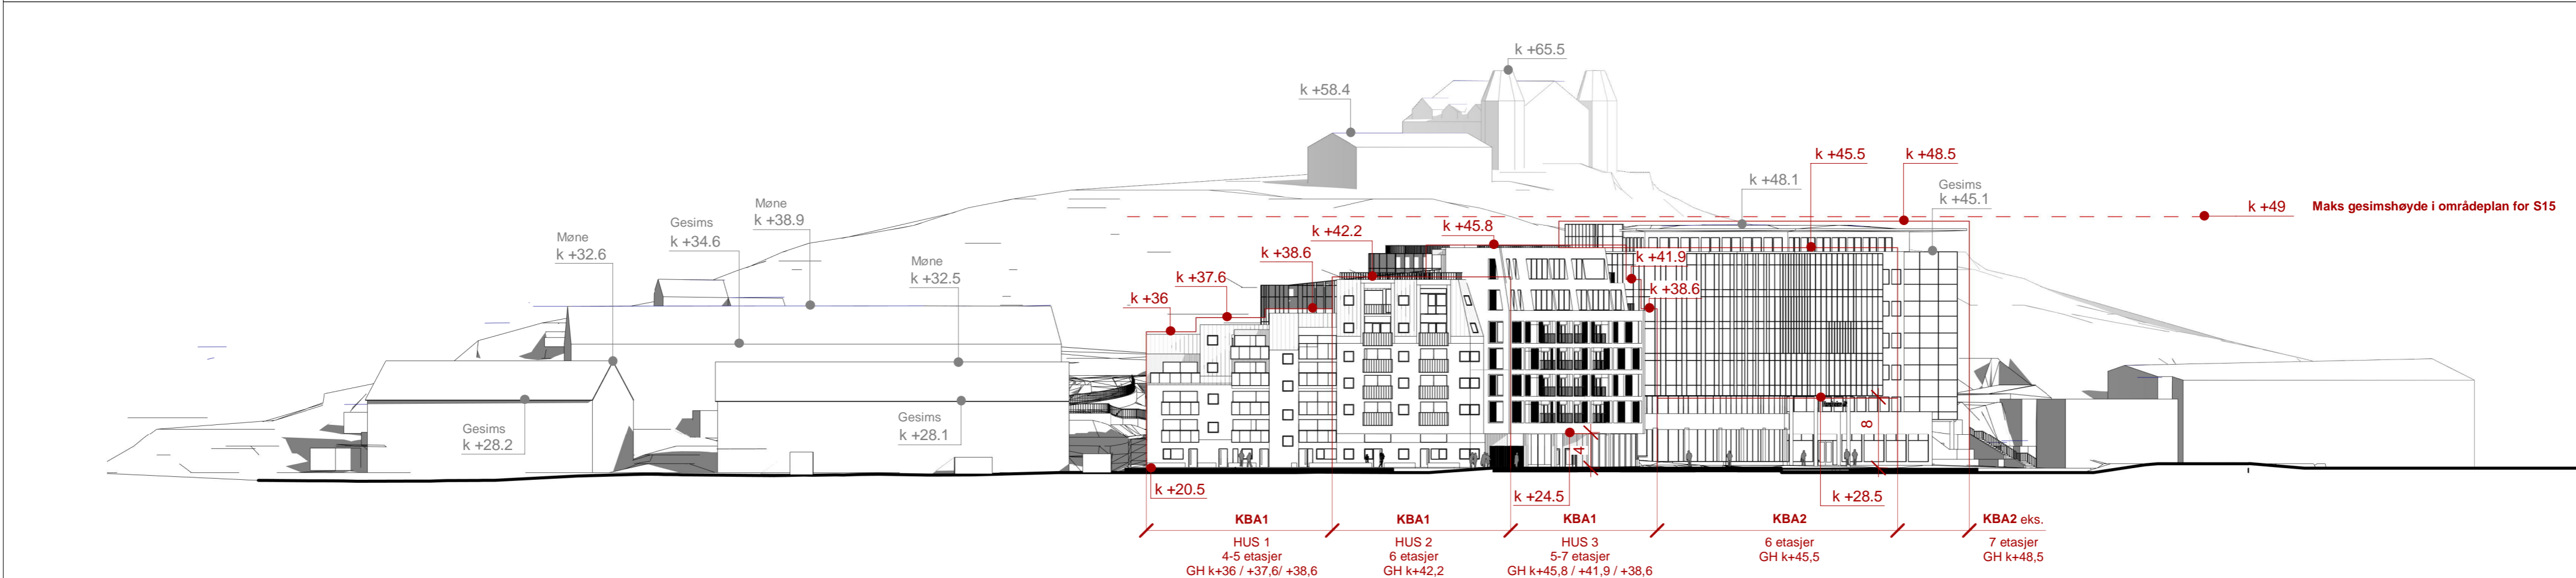 k +65.5
k +58.4
k +45.5
k +48.5
k +48.1
Gesims
k +45.1
k +49
Maks gesimshøyde i områdeplan for S15
Møne
k +38.9
Gesims
k +34.6
Møne
k +32.6
Møne
k +32.5
k +42.2
k +45.8
k +38.6
k +41.9
k +37.6
k +38.6
k +36
Gesims
k +28.2
Gesims
k +28.1
4
8
k +20.5
k +24.5
k +28.5
KBA1
HUS 1
4-5 etasjer
GH k+36 / +37,6/ +38,6
KBA1
HUS 2
6 etasjer
GH k+42,2
KBA1
HUS 3
5-7 etasjer
GH k+45,8 / +41,9 / +38,6
KBA2
6 etasjer
GH k+45,5
KBA2 eks.
7 etasjer
GH k+48,5